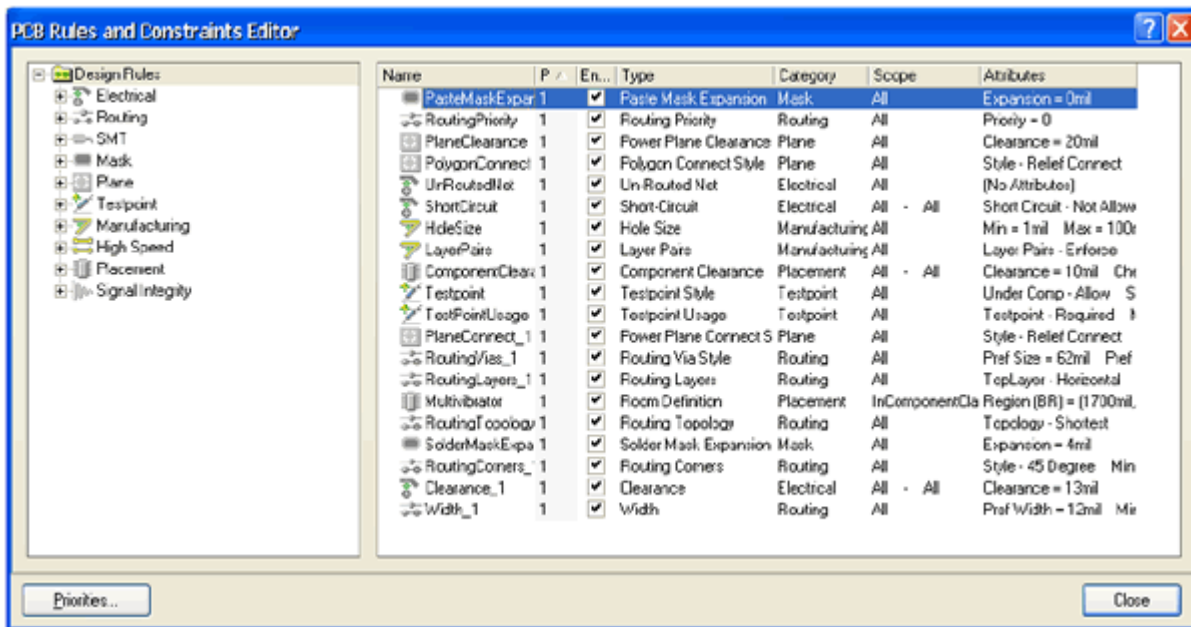 PCB Rules and Constraints Editor
Design Rules
Electrical
Routing
SMT
Mask
Plane
Testpoint
Manufacturing
High Speed
Placement
Signal Integrity
Name P En... Type Category Scope Attributes
PasteMaskExpar 1 Paste Mask Expansion Mask All Expansion = 0mil
RoutingPriority 1 Routing Priority Routing All Priority = 0
PlaneClearance 1 Power Plane Clearance Plane All Clearance = 20mil
PolygonConnect 1 Polygon Connect Style Plane All Style - Relief Connect
UnRoutedNet 1 Un-Routed Net Electrical All (No Attributes)
ShortCircuit 1 Short-Circuit Electrical All - All Short Circuit - Not Allow
HoleSize 1 Hole Size Manufacturing All Min = 1mil Max = 100r
LayerPairs 1 Layer Pairs Manufacturing All Layer Pairs - Enforce
ComponentCleara 1 Component Clearance Placement All - All Clearance = 10mil Che
Testpoint 1 Testpoint Style Testpoint All Under Comp - Allow S
TestPointUsage 1 Testpoint Usage Testpoint All Testpoint - Required
PlaneConnect_1 1 Power Plane Connect S Plane All Style - Relief Connect
RoutingVias_1 1 Routing Via Style Routing All Pref Size = 62mil Pref
RoutingLayers_1 1 Routing Layers Routing All TopLayer - Horizontal
Multivibrator 1 Room Definition Placement InComponentCla Region (BR) = (1700mil,
RoutingTopology 1 Routing Topology Routing All Topology - Shortest
SolderMaskExpa 1 Solder Mask Expansion Mask All Expansion = 4mil
RoutingCorners_ 1 Routing Corners Routing All Style - 45 Degree Min
Clearance_1 1 Clearance Electrical All - All Clearance = 13mil
Width_1 1 Width Routing All Pref Width = 12mil Mir
Priorities... Close